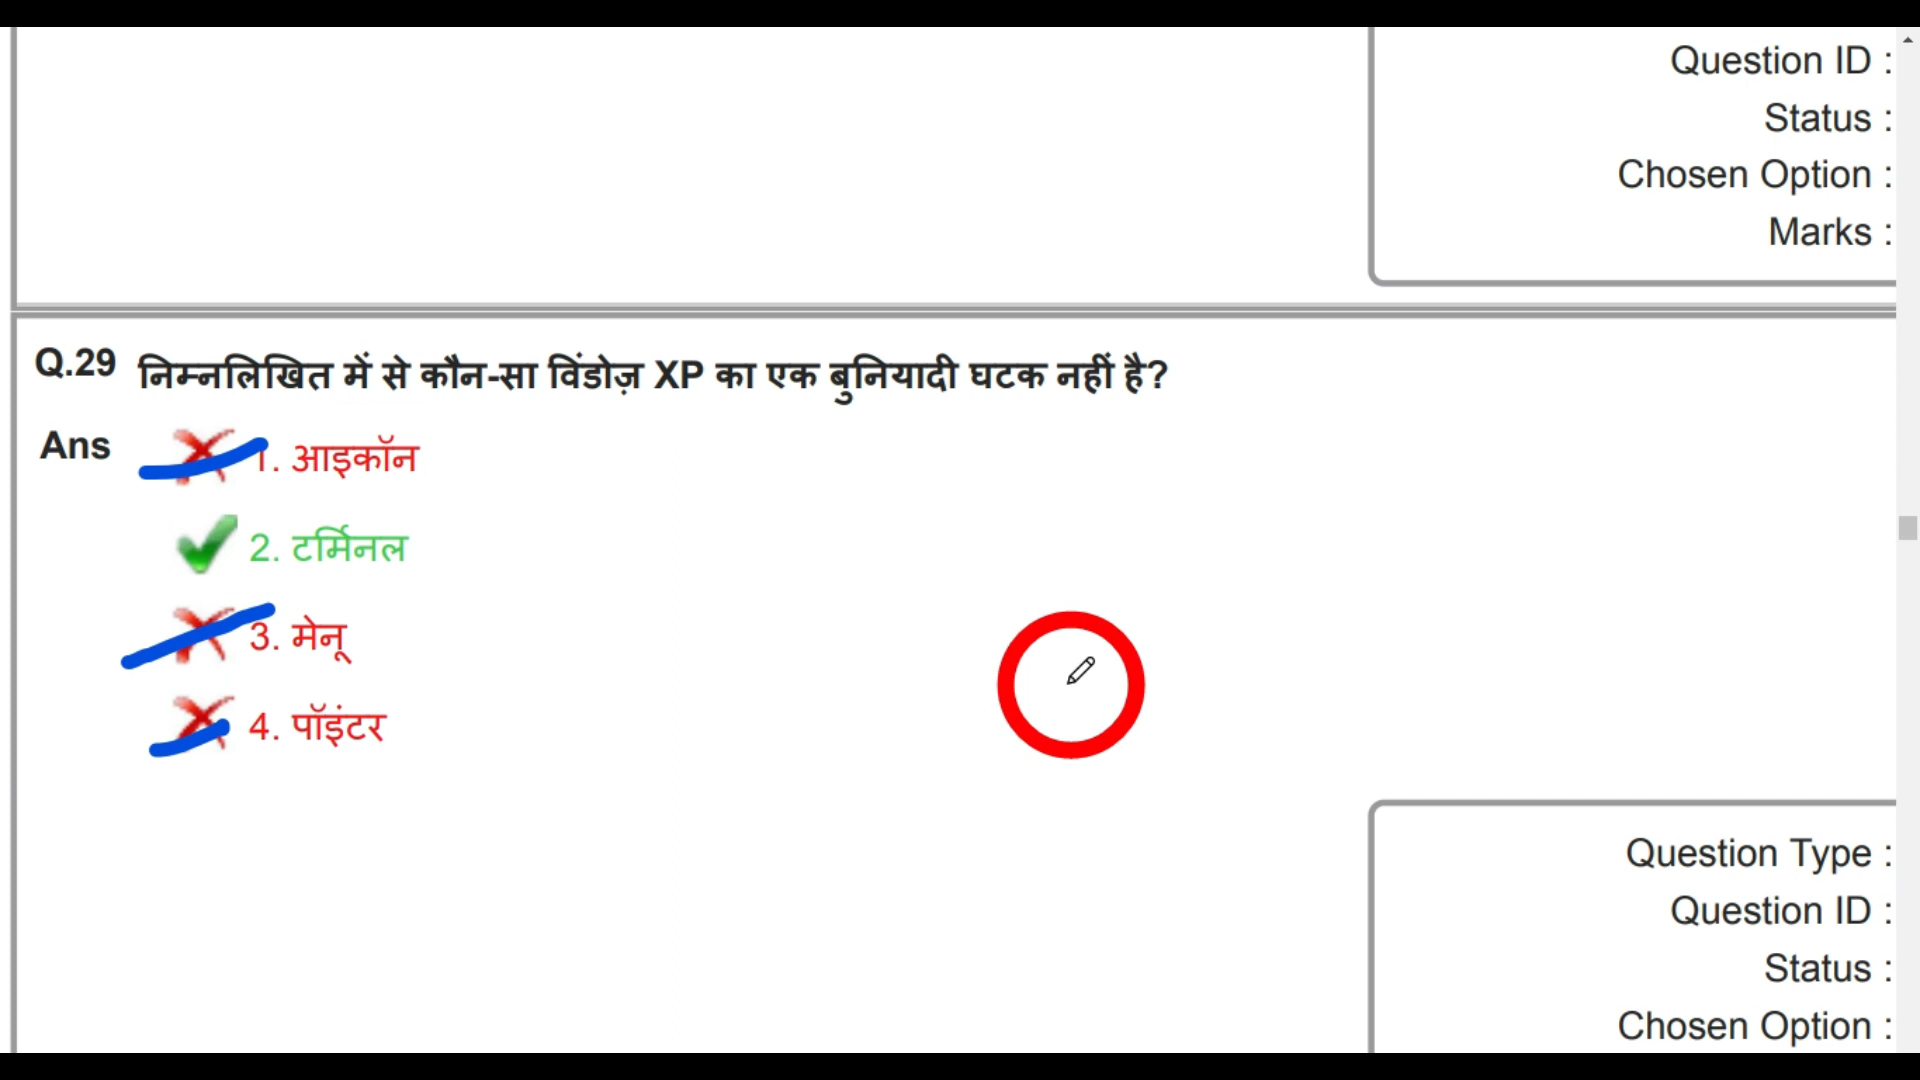 Question ID :
Status :
Chosen Option :
Marks :
Q.29 निम्नलिखित में से कौन-सा विंडोज़ XP का एक बुनियादी घटक नहीं है?
Ans 1. आइकॉन
2. टर्मिनल
3. मेनू
4. पॉइंटर
Question Type :
Question ID :
Status :
Chosen Option :